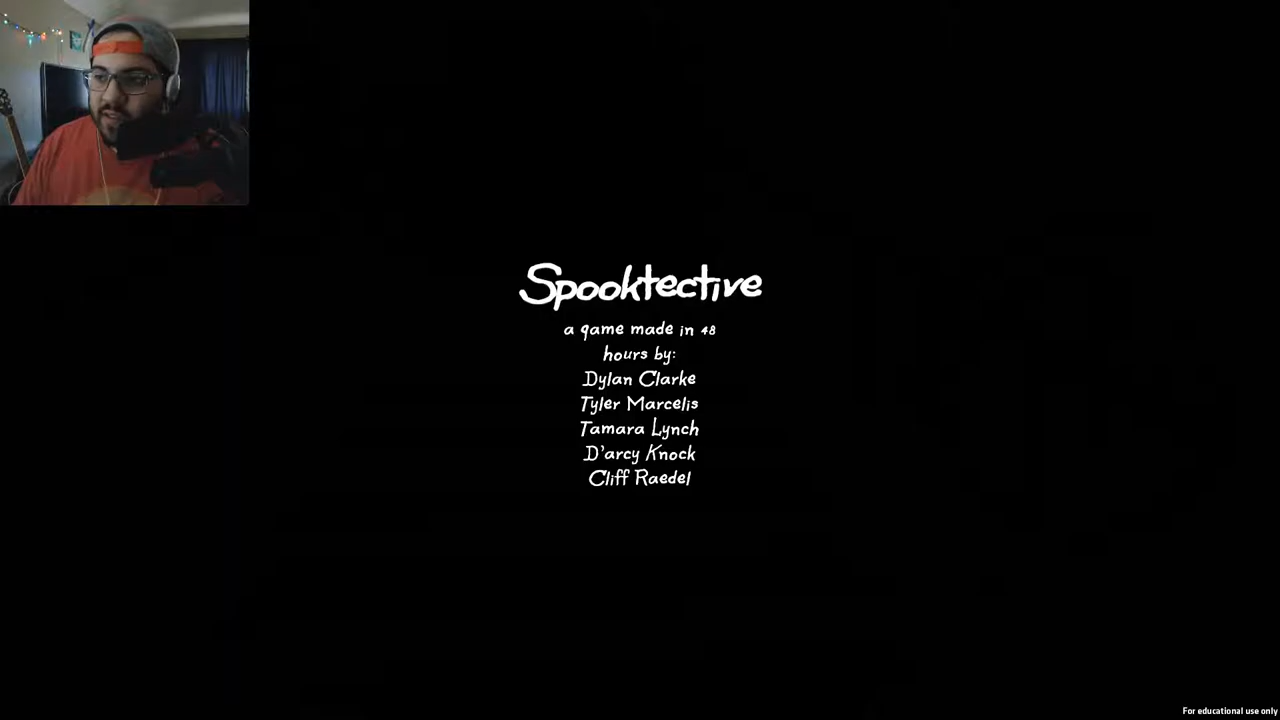 Spooktective
a game made in 48
hours by:
Dylan Clarke
Tyler Marcelis
Tamara Lynch
D'arcy Knock
Cliff Raedel
For educational use only